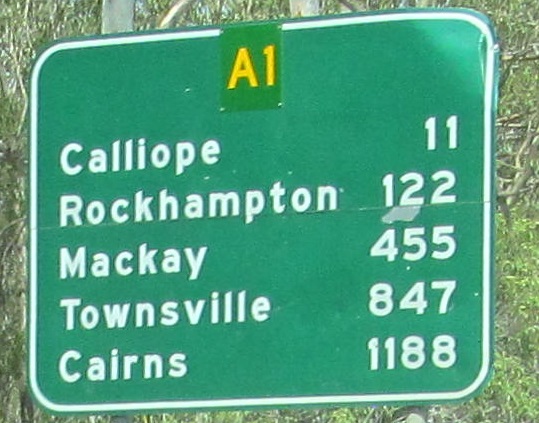 A1
Calliope 11
Rockhampton 122
Mackay 455
Townsville 847
Cairns 1188